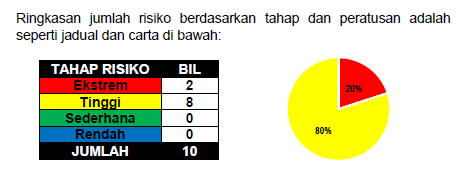 Ringkasan jumlah risiko berdasarkan tahap dan peratusan adalah
seperti jadual dan carta di bawah:
TAHAP RISIKO BIL
Ekstrem 2
Tinggi 8
Sederhana 0
Rendah 0
JUMLAH 10
20%
80%